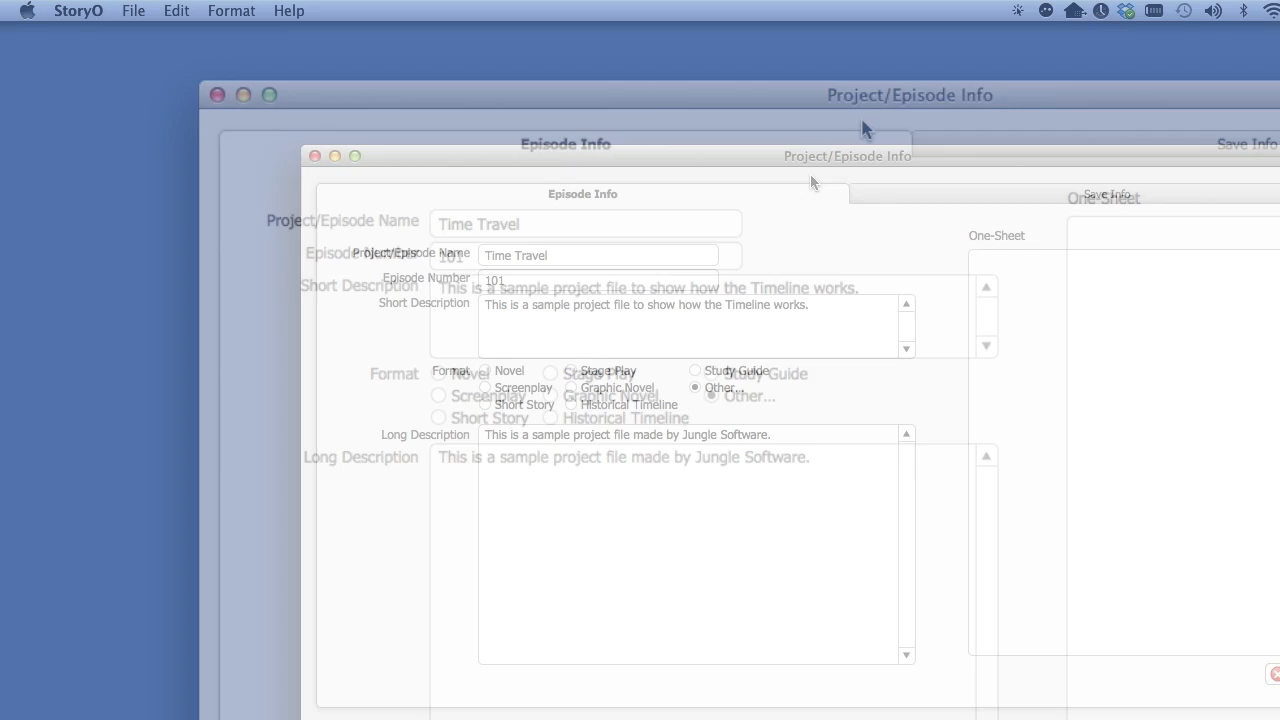 StoryO File Edit Format Help
Project/Episode Info
Episode Info Save Info
Project/Episode Info
Episode Info Save Info
Project/Episode Name Time Travel
One Sheet
One-Sheet
Project/Episode Name Time Travel
Episode Number 101
Episode Number 101
Short Description This is a sample project file to show how the Timeline works.
Short Description This is a sample project file to show how the Timeline works.
Format Novel Stage Play Study Guide
Screenplay Graphic Novel Other...
Short Story Historical Timeline
Format Novel Stage Play Study Guide
Screenplay Graphic Novel Other...
Short Story Historical Timeline
Long Description This is a sample project file made by Jungle Software.
Long Description This is a sample project file made by Jungle Software.